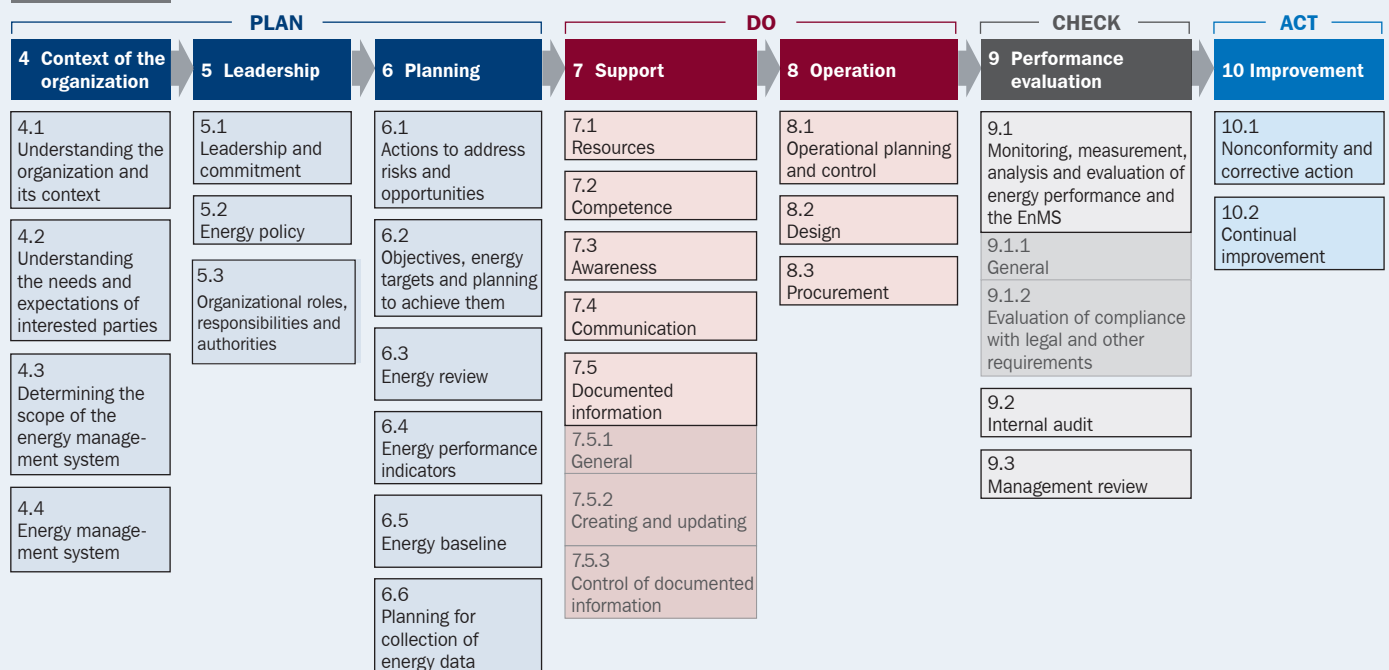 PLAN
DO
CHECK
ACT
4 Context of the
organization
5 Leadership
6 Planning
7 Support
8 Operation
9 Performance
evaluation
10 Improvement
4.1
Understanding the
organization and
its context
4.2
Understanding
the needs and
expectations of
interested parties
4.3
Determining the
scope of the
energy manage-
ment system
4.4
Energy manage-
ment system
5.1
Leadership and
commitment
5.2
Energy policy
5.3
Organizational roles,
responsibilities and
authorities
6.1
Actions to address
risks and
opportunities
6.2
Objectives, energy
targets and planning
to achieve them
6.3
Energy review
6.4
Energy performance
indicators
6.5
Energy baseline
6.6
Planning for
collection of
energy data
7.1
Resources
7.2
Competence
7.3
Awareness
7.4
Communication
7.5
Documented
information
7.5.1
General
7.5.2
Creating and updating
7.5.3
Control of documented
information
8.1
Operational planning
and control
8.2
Design
8.3
Procurement
9.1
Monitoring, measurement,
analysis and evaluation of
energy performance and
the EnMS
9.1.1
General
9.1.2
Evaluation of compliance
with legal and other
requirements
9.2
Internal audit
9.3
Management review
10.1
Nonconformity and
corrective action
10.2
Continual
improvement